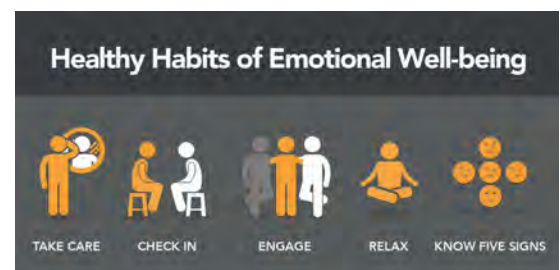 Healthy Habits of Emotional Well-being
TAKE CARE
CHECK IN
ENGAGE
RELAX
KNOW FIVE SIGNS